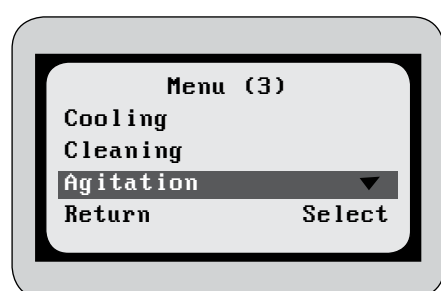 Menu (3)
Cooling
Cleaning
Agitation
Return Select